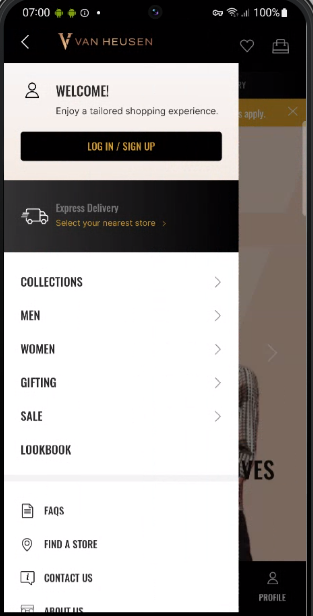 07:00 100%
VAN HEUSEN
WELCOME!
Enjoy a tailored shopping experience.
LOG IN / SIGN UP
s apply.
Express Delivery
Select your nearest store >
COLLECTIONS
MEN
WOMEN
GIFTING
SALE
LOOKBOOK
VES
FAQS
FIND A STORE
CONTACT US
PROFILE
ABOUT US